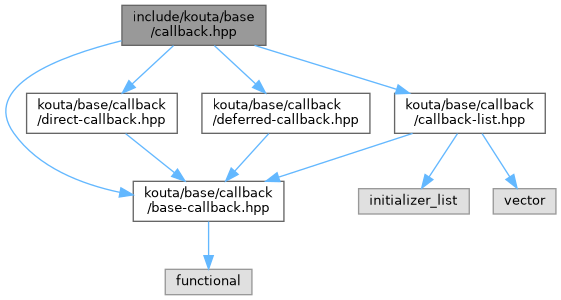 include/kouta/base
/callback.hpp
kouta/base/callback
/direct-callback.hpp
kouta/base/callback
/deferred-callback.hpp
kouta/base/callback
/callback-list.hpp
kouta/base/callback
/base-callback.hpp
initializer_list
vector
functional